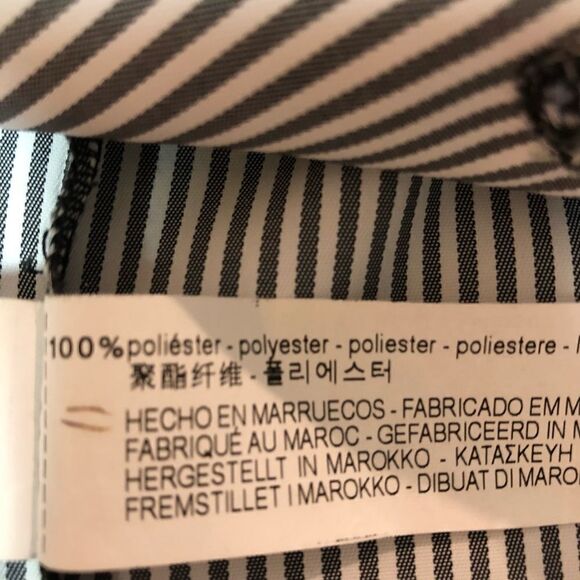 100% poliéster - polyester - poliester - poliestere -
聚酯纤维 - 폴리에스터
HECHO EN MARRUECOS - FABRICADO EM
FABRIQUÉ AU MAROC - GEFABRICEERD IN
HERGESTELLT IN MAROKKO - ΚΑΤΑΣΚΕΥΗ
FREMSTILLET I MAROKKO - DIBUAT DI